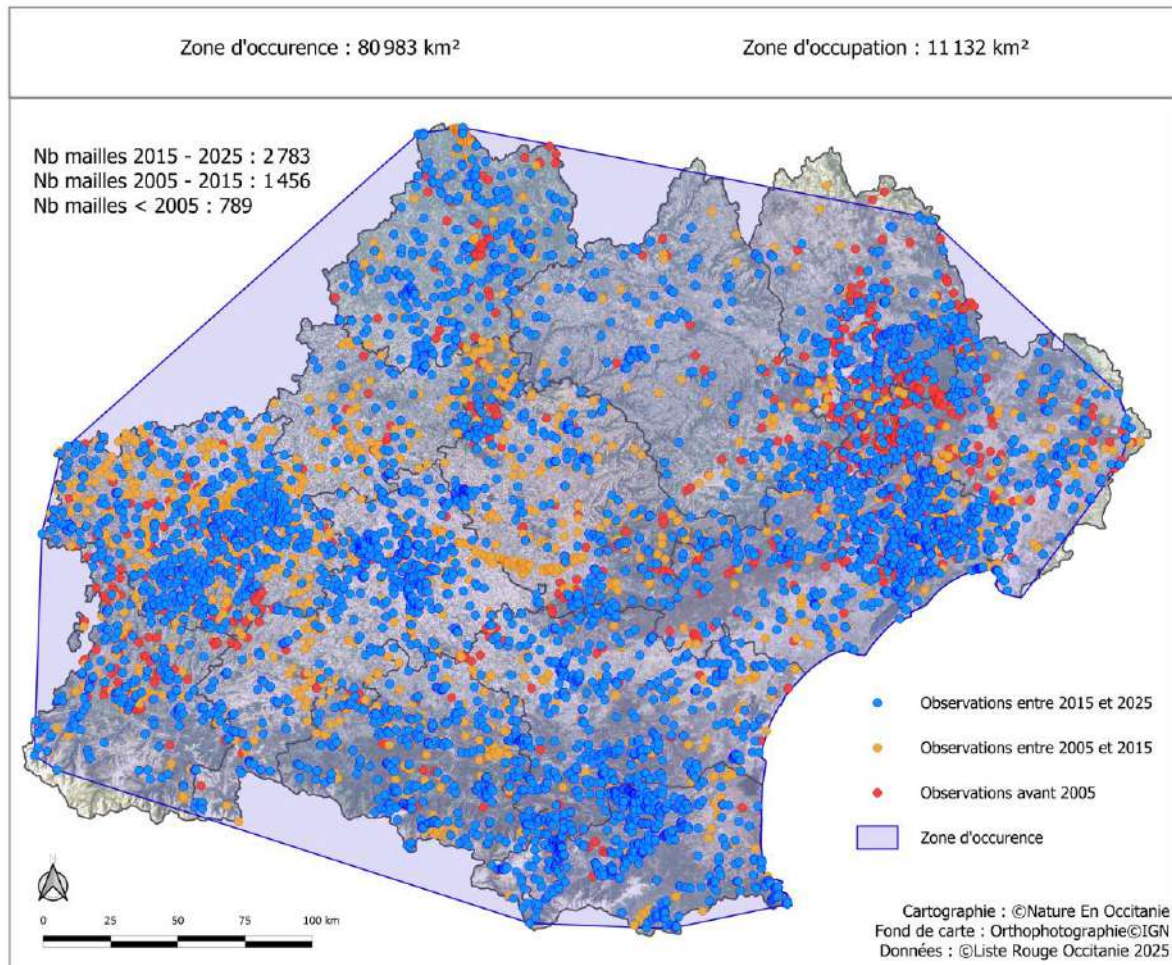 Zone d'occurence : 80 983 km²
Zone d'occupation : 11 132 km²
Nb mailles 2015 - 2025 : 2 783
Nb mailles 2005 - 2015 : 1 456
Nb mailles < 2005 : 789
Observations entre 2015 et 2025
Observations entre 2005 et 2015
Observations avant 2005
Zone d'occurence
N
0 25 50 75 100 km
Cartographie : ©Nature En Occitanie
Fond de carte : Orthophotographie©IGN
Données : ©Liste Rouge Occitanie 2025